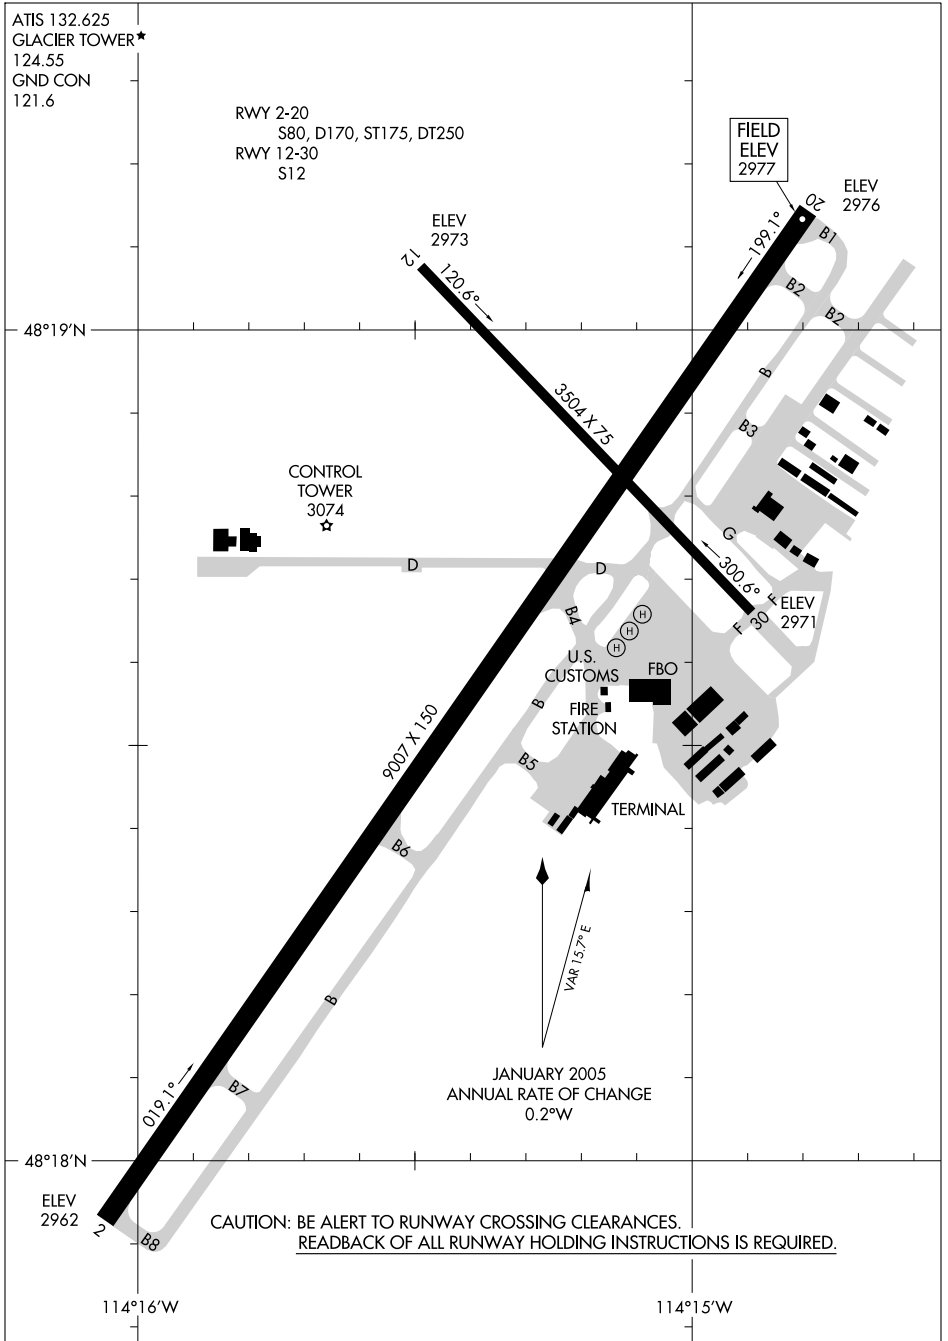 ATIS 132.625
GLACIER TOWER★
124.55
GND CON
121.6
RWY 2-20
S80, D170, ST175, DT250
RWY 12-30
S12
FIELD
ELEV
2977
ELEV
2976
20
199.1°
B1
ELEV
2973
12
120.6°
B2
B2
48°19'N
B
3504 X 75
B3
CONTROL
TOWER
3074
G
D
D
300.6°
F
ELEV
2971
30
F
B4
H
H
H
U.S.
CUSTOMS
FBO
FIRE
STATION
B
9007 X 150
B5
TERMINAL
B6
VAR 15.7° E
B
JANUARY 2005
ANNUAL RATE OF CHANGE
0.2°W
019.1°
B7
48°18'N
ELEV
2962
2
B8
CAUTION: BE ALERT TO RUNWAY CROSSING CLEARANCES.
READBACK OF ALL RUNWAY HOLDING INSTRUCTIONS IS REQUIRED.
114°16'W
114°15'W